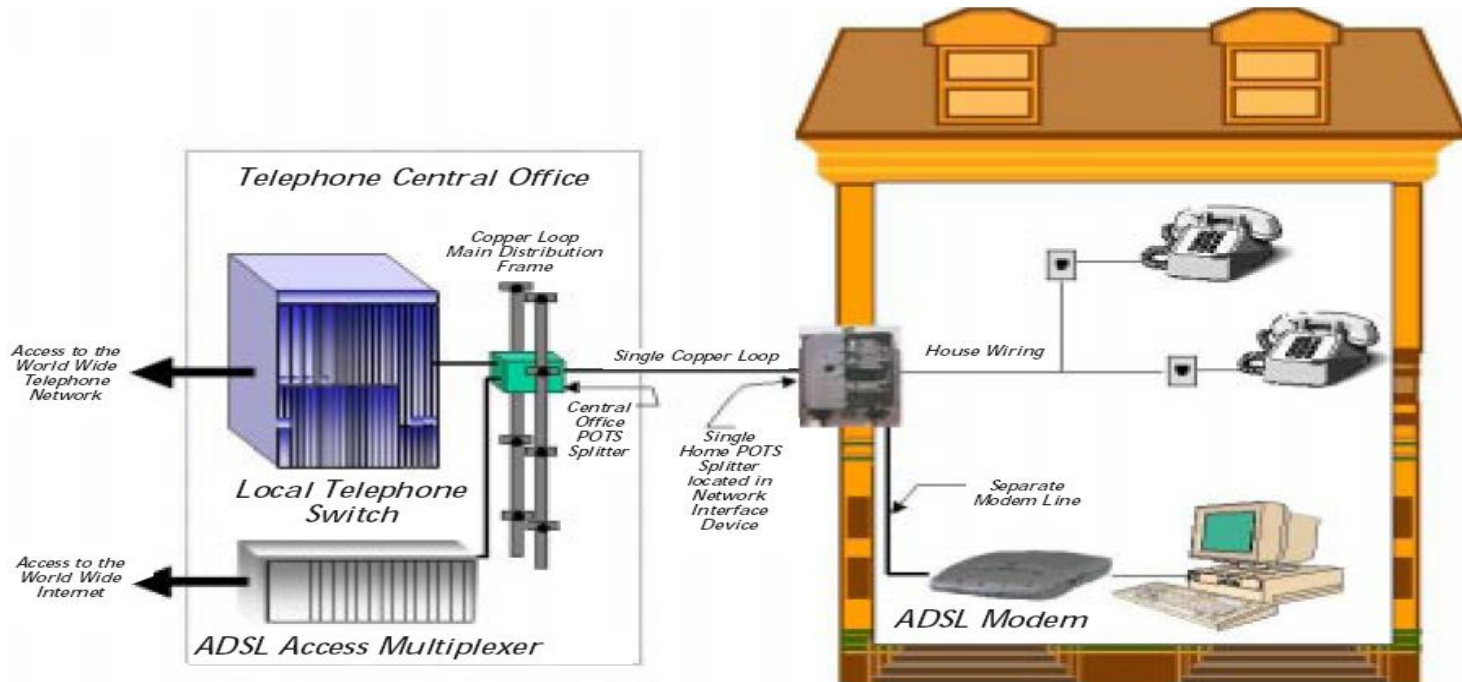 Telephone Central Office
Copper Loop
Main Distribution
Frame
Access to the
World Wide
Telephone
Network
Single Copper Loop
House Wiring
Central
Office
POTS
Splitter
Single
Home POTS
Splitter
located in
Network
Interface
Device
Local Telephone
Switch
Separate
Modem Line
Access to the
World Wide
Internet
ADSL Access Multiplexer
ADSL Modem